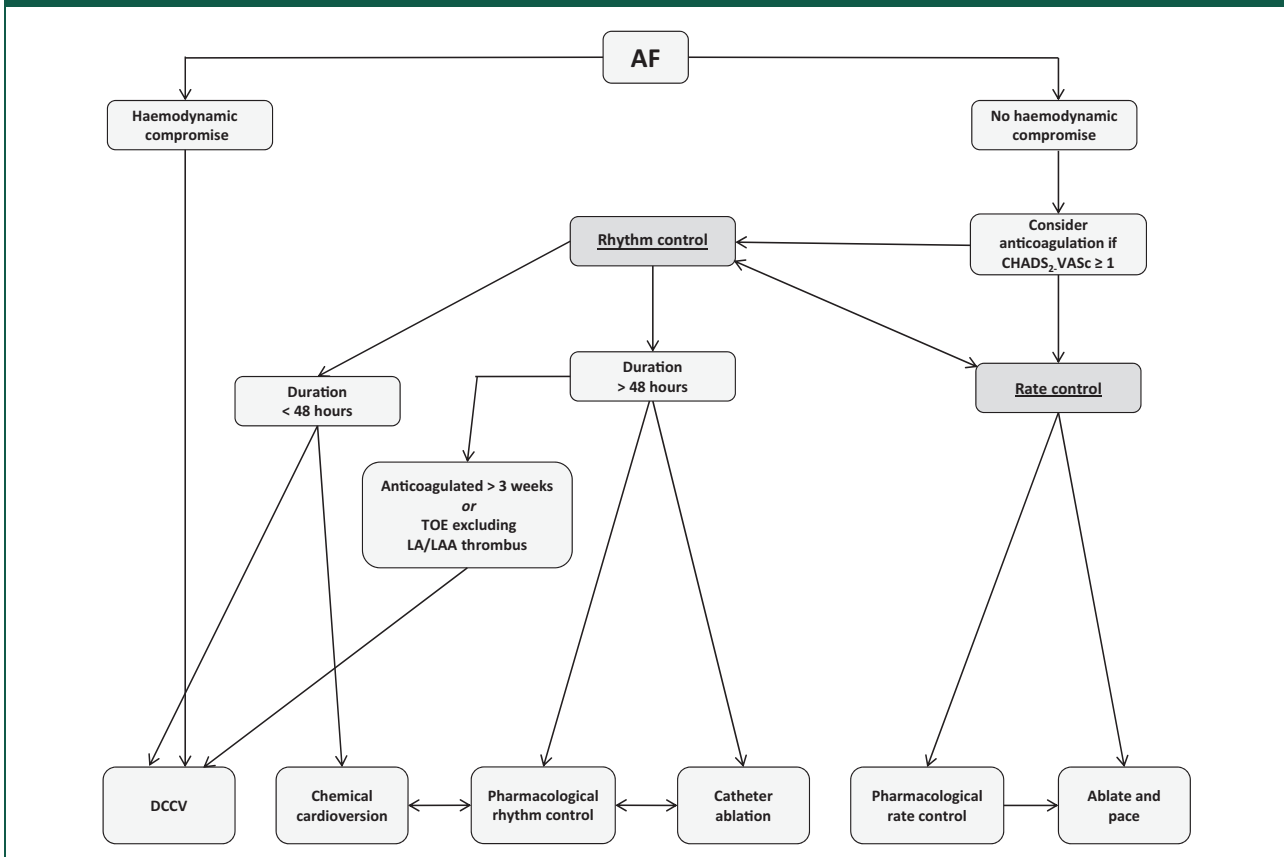 AF
Haemodynamic
compromise
No haemodynamic
compromise
Consider
anticoagulation if
CHADS₂-VASc ≥ 1
Rhythm control
Duration
> 48 hours
Rate control
Duration
< 48 hours
Anticoagulated > 3 weeks
or
TOE excluding
LA/LAA thrombus
DCCV
Chemical
cardioversion
Pharmacological
rhythm control
Catheter
ablation
Pharmacological
rate control
Ablate and
pace